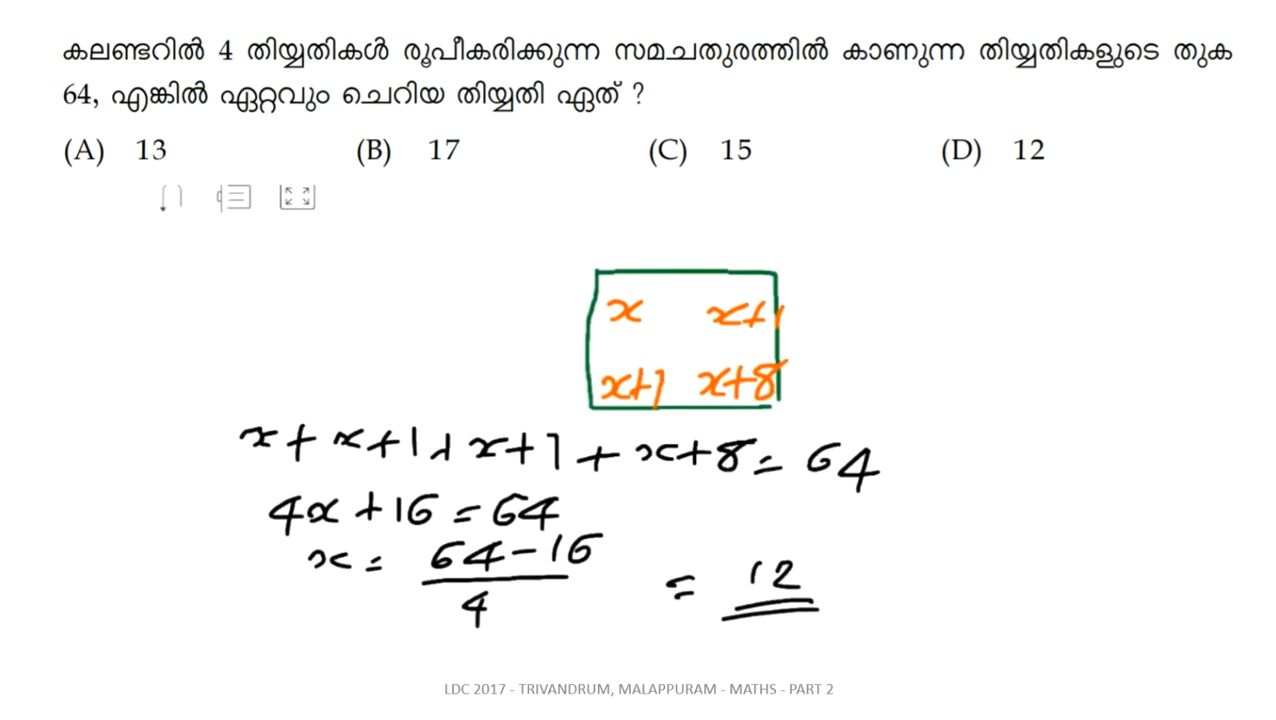 കലണ്ടറിൽ 4 തിയ്യതികൾ രൂപീകരിക്കുന്ന സമചതുരത്തിൽ കാണുന്ന തിയ്യതികളുടെ തുക
64, എങ്കിൽ ഏറ്റവും ചെറിയ തിയ്യതി ഏത് ?
(A) 13 (B) 17 (C) 15 (D) 12
x x+1
x+7 x+8
x + x+1 + x+7 + x+8 = 64
4x + 16 = 64
x = 64-16
4
= 12
LDC 2017 - TRIVANDRUM, MALAPPURAM - MATHS - PART 2